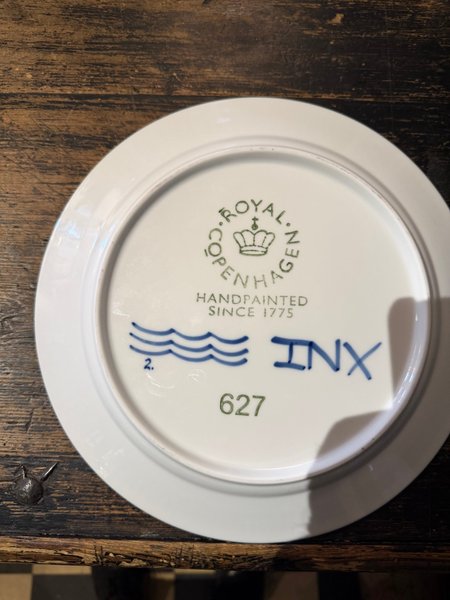 ROYAL COPENHAGEN
HANDPAINTED
SINCE 1775
2.
INX
627